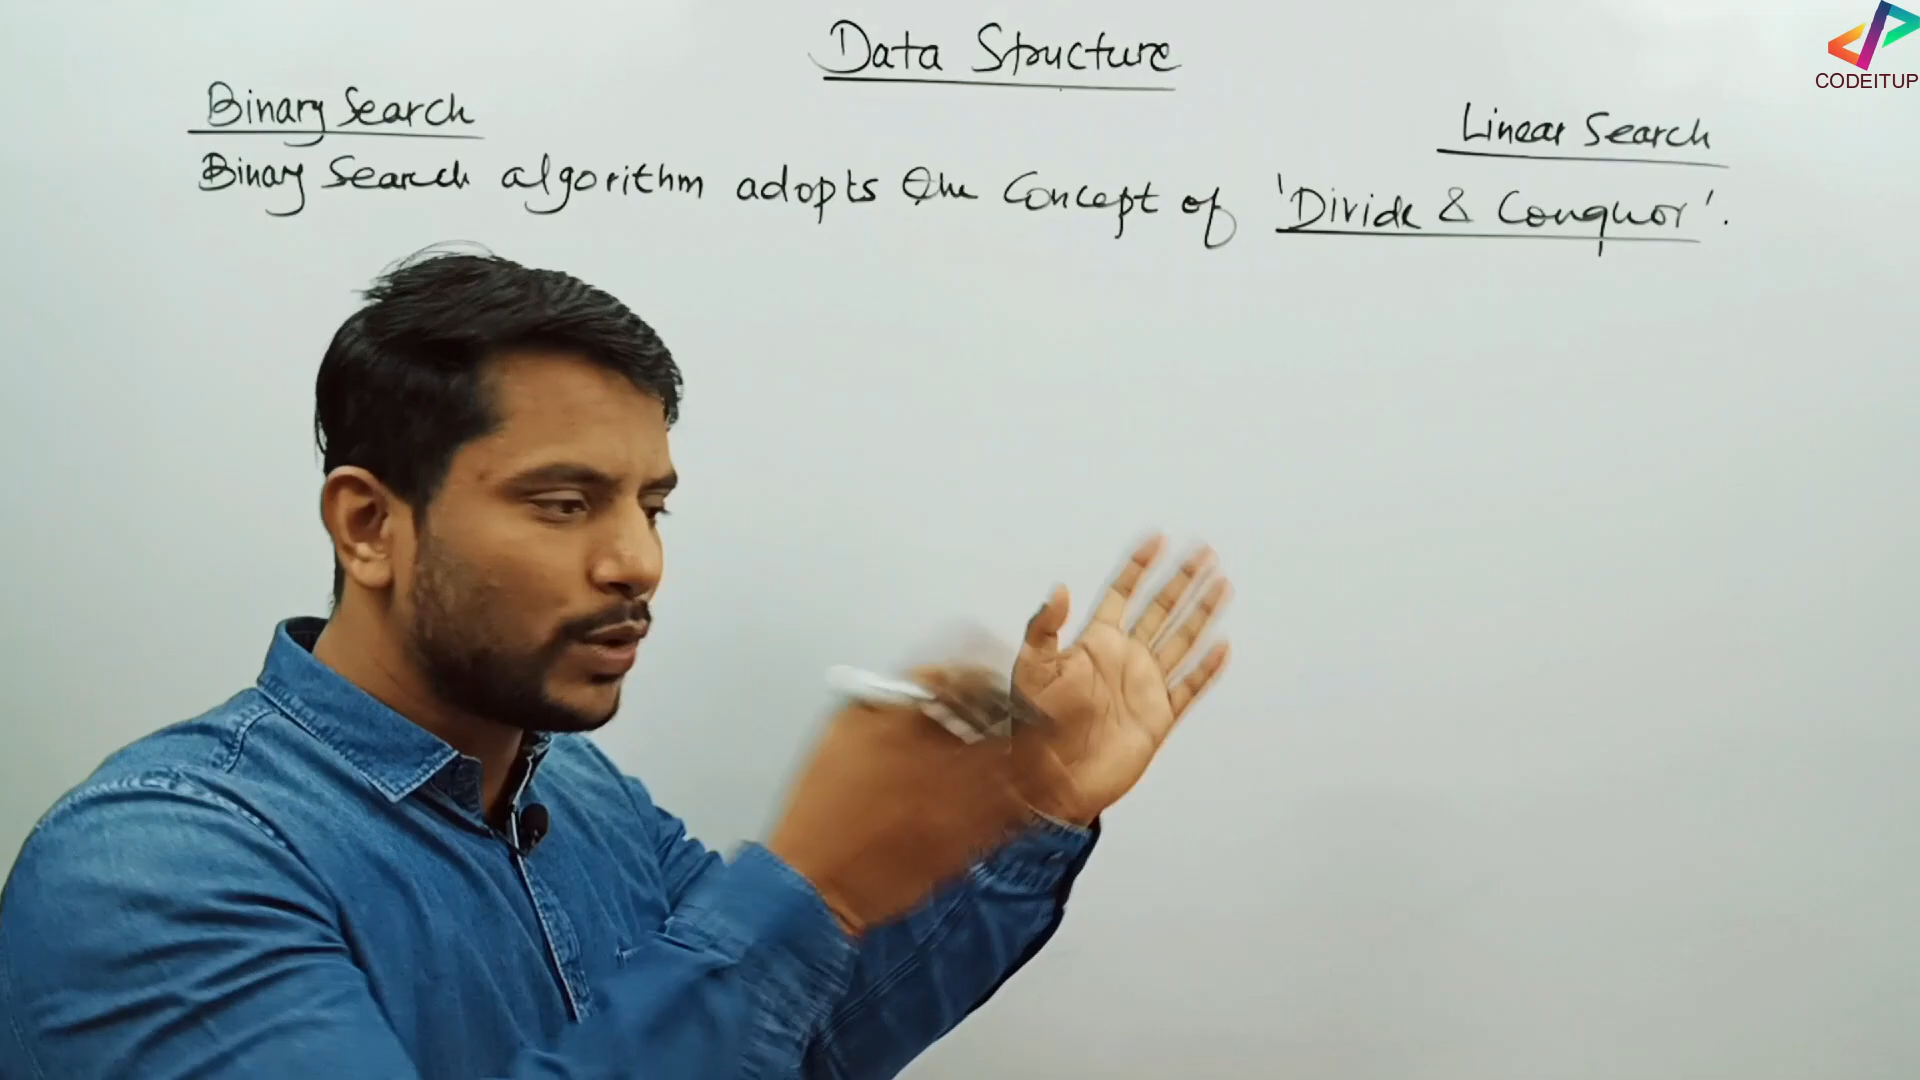 Data Structure
CODEITUP
Binary Search
Linear Search
Binary Search algorithm adopts the Concept of 'Divide & Conquor'.